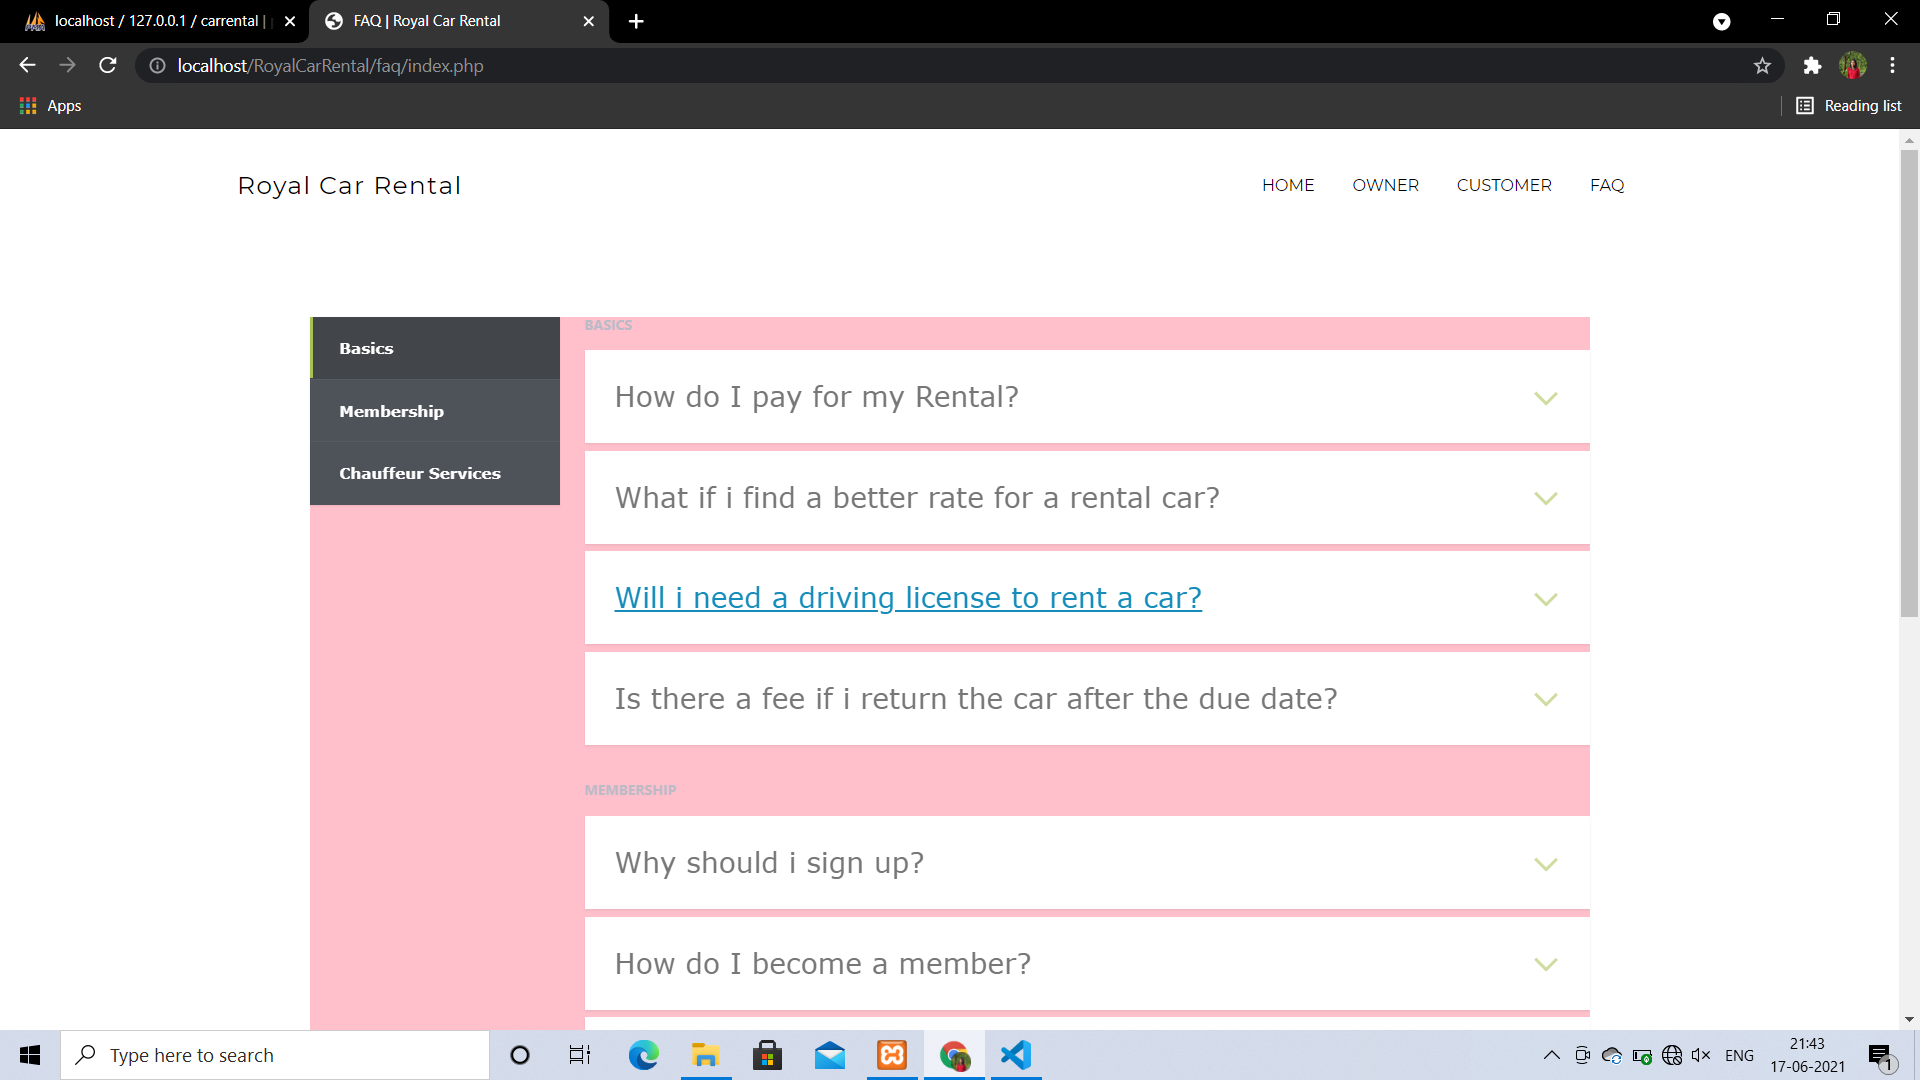 localhost / 127.0.0.1 / carrental |
FAQ | Royal Car Rental
localhost/RoyalCarRental/faq/index.php
Apps
Reading list
Royal Car Rental
HOME OWNER CUSTOMER FAQ
Basics
Membership
Chauffeur Services
BASICS
How do I pay for my Rental?
What if i find a better rate for a rental car?
Will i need a driving license to rent a car?
Is there a fee if i return the car after the due date?
MEMBERSHIP
Why should i sign up?
How do I become a member?
Type here to search
ENG
21:43
17-06-2021
1